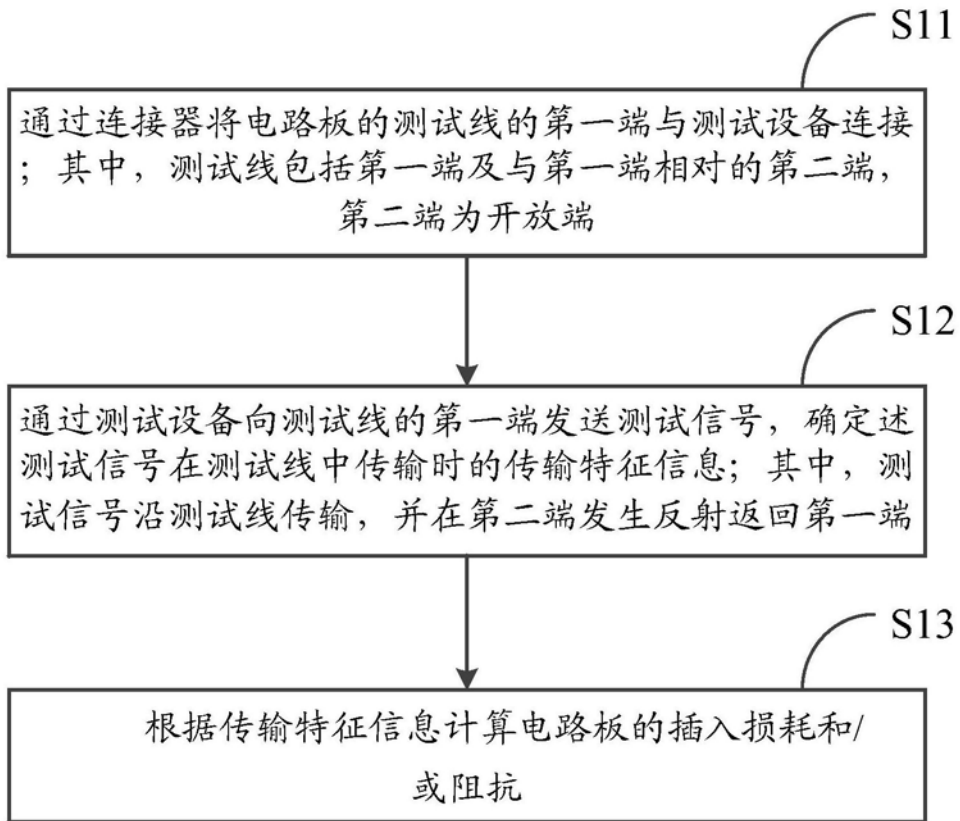 S11
通过连接器将电路板的测试线的第一端与测试设备连接
；其中，测试线包括第一端及与第一端相对的第二端，
第二端为开放端
S12
通过测试设备向测试线的第一端发送测试信号，确定述
测试信号在测试线中传输时的传输特征信息；其中，测
试信号沿测试线传输，并在第二端发生反射返回第一端
S13
根据传输特征信息计算电路板的插入损耗和/
或阻抗